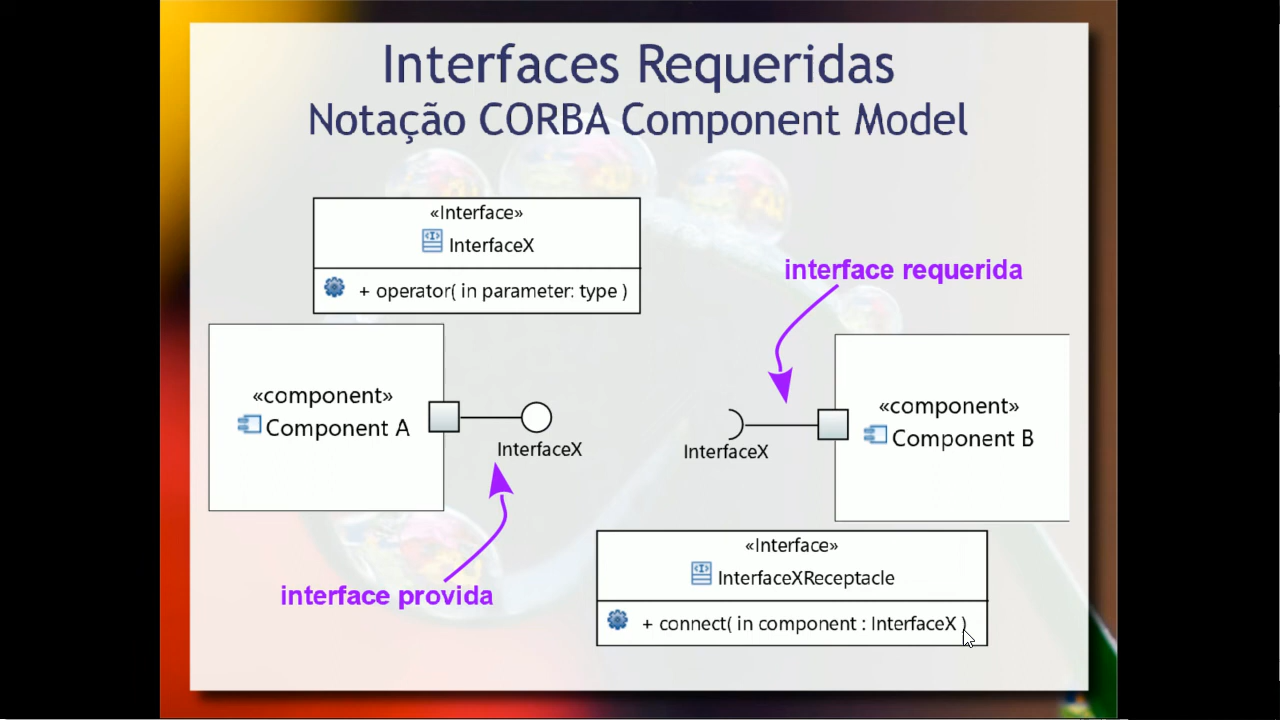 Interfaces Requeridas
Notação CORBA Component Model
«Interface»
InterfaceX
+ operator( in parameter: type )
interface requerida
«component»
Component A
InterfaceX
«component»
Component B
InterfaceX
interface provida
«Interface»
InterfaceXReceptacle
+ connect( in component : InterfaceX )